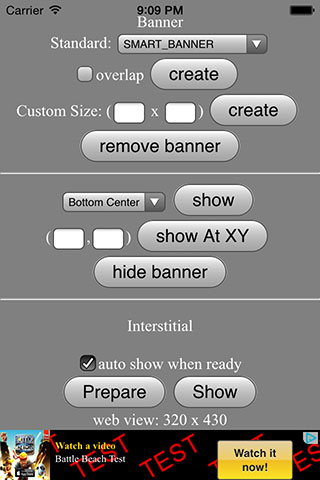 Carrier 9:09 PM
Banner
Standard: SMART_BANNER
overlap create
Custom Size: ( x ) create
remove banner
Bottom Center show
( , ) show At XY
hide banner
Interstitial
auto show when ready
Prepare Show
web view: 320 x 430
Watch a video
Battle Beach Test
TEST TEST
Watch it now!